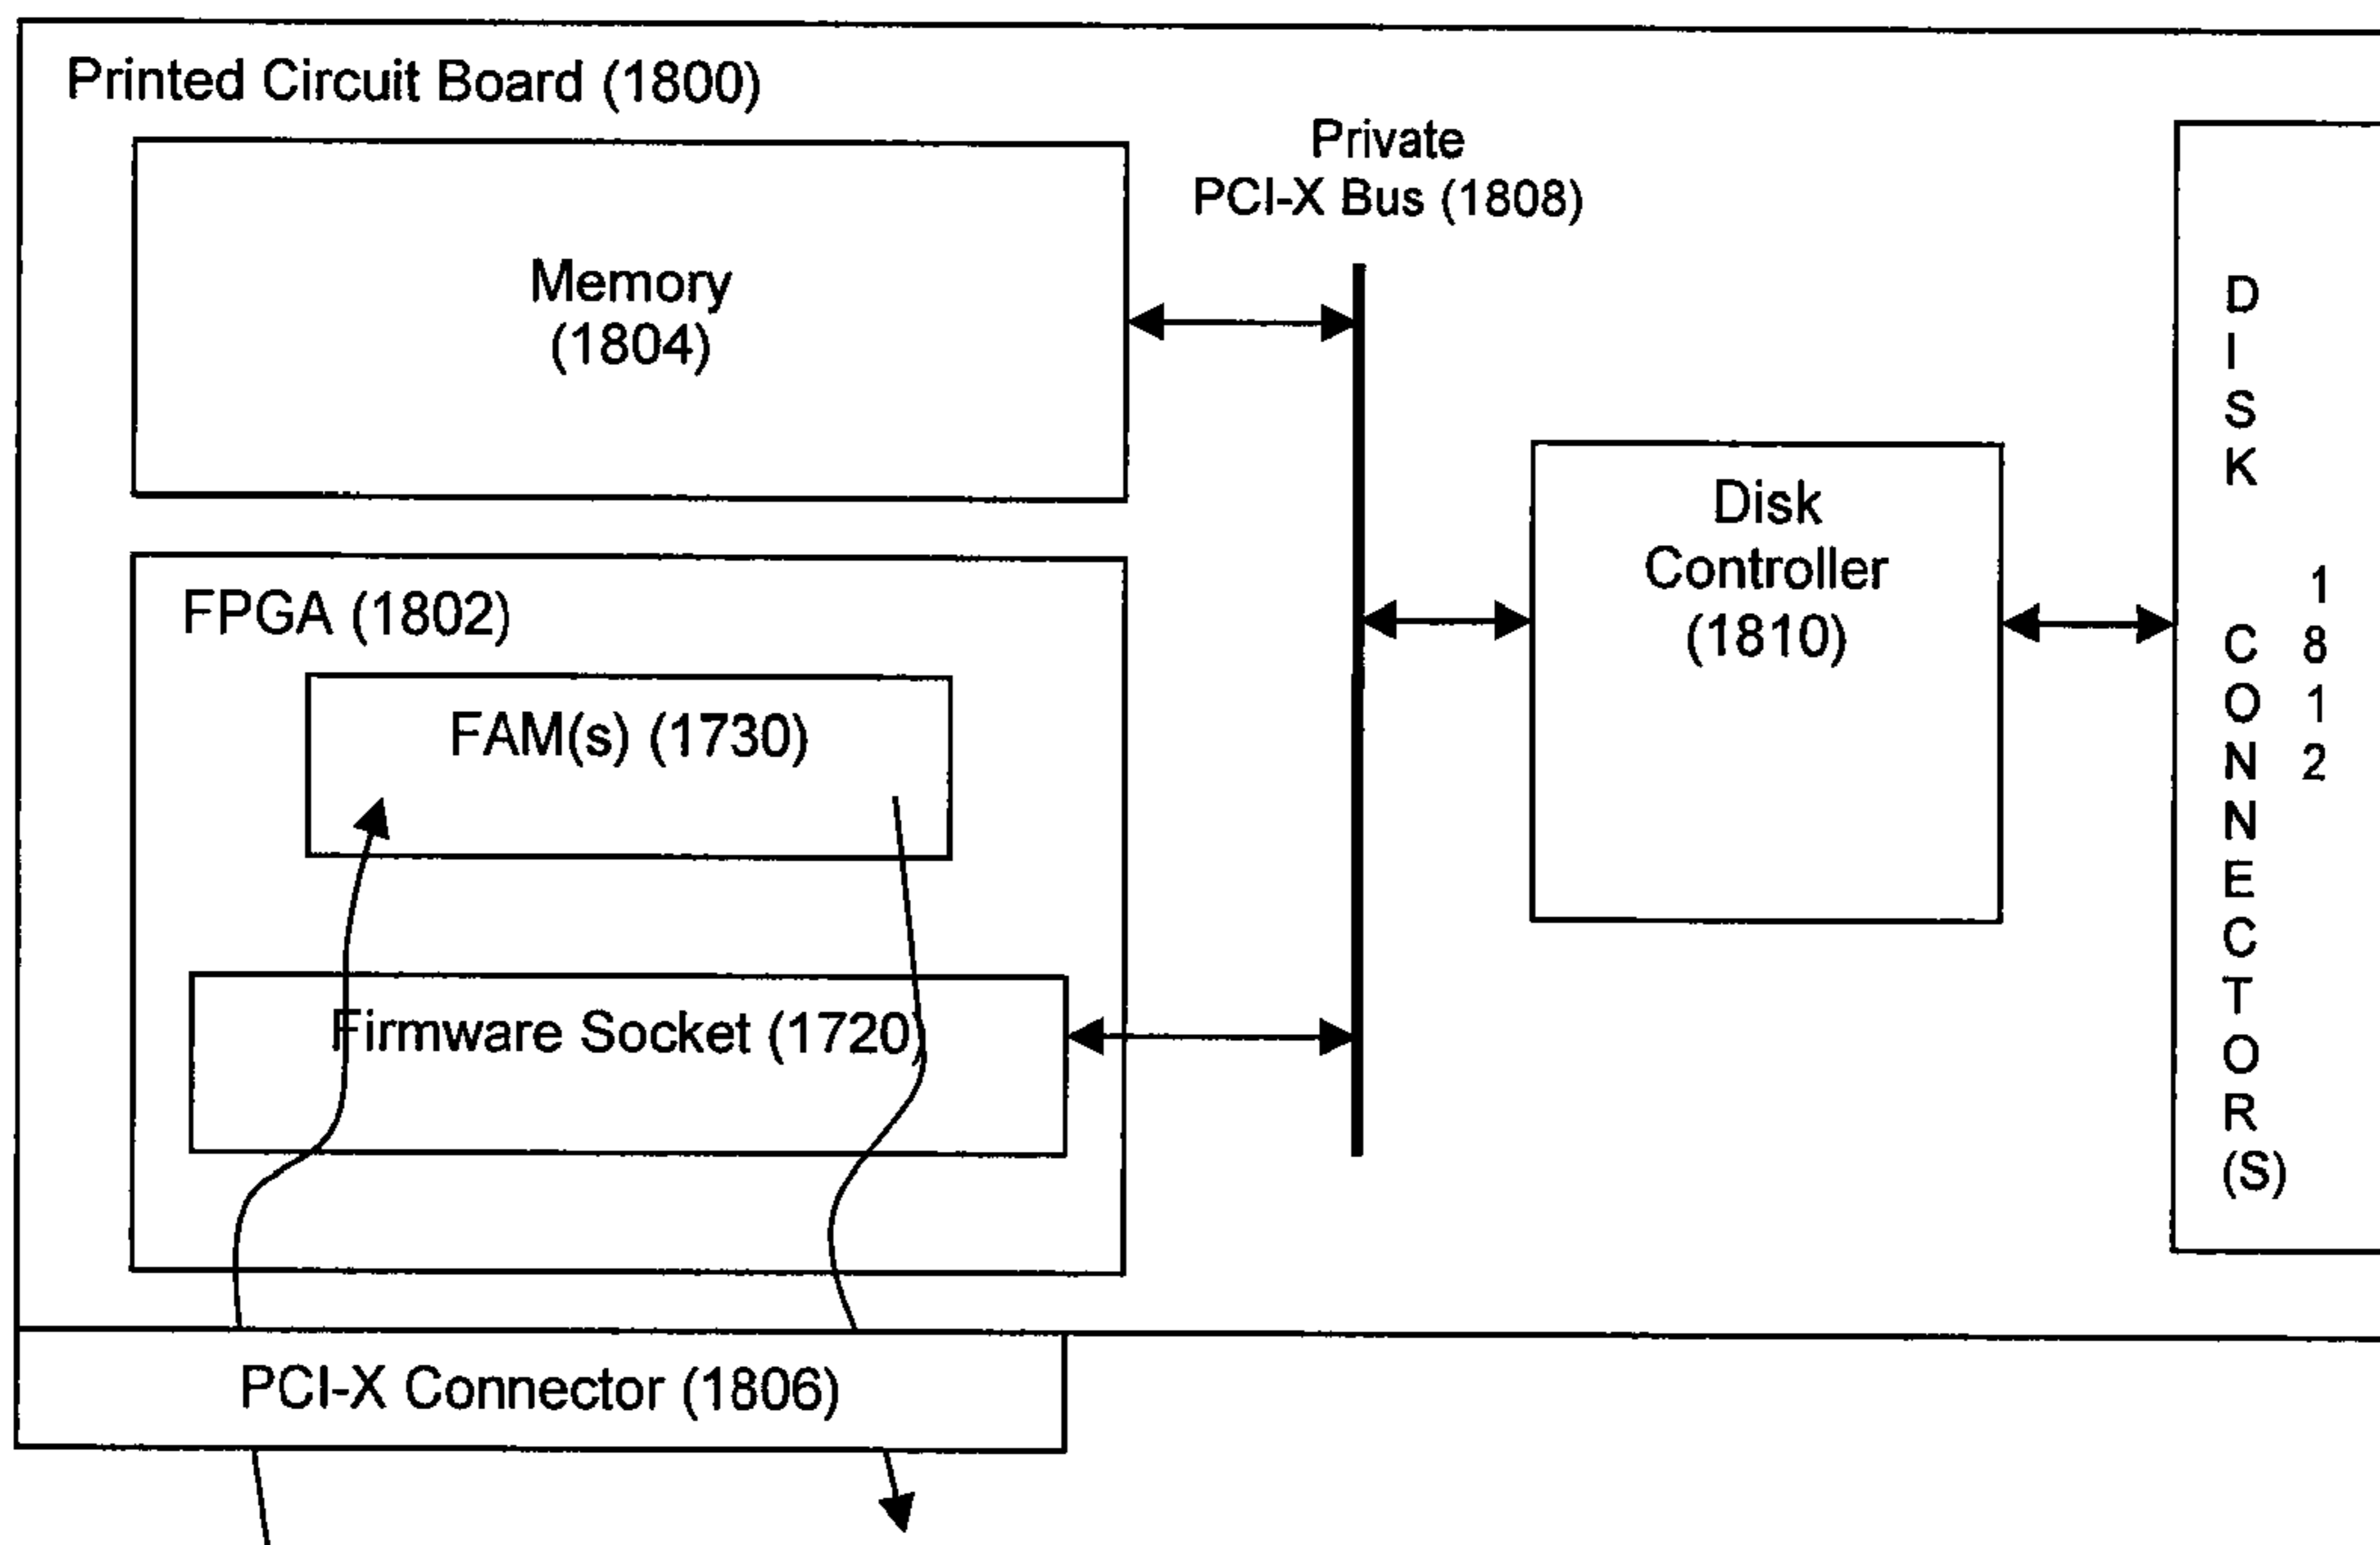 Printed Circuit Board (1800)
Private
PCI-X Bus (1808)
Memory
(1804)
Disk
Controller
(1810)
FPGA (1802)
FAM(s) (1730)
Firmware Socket (1720)
DISK CONNECTOR(S)
1812
PCI-X Connector (1806)